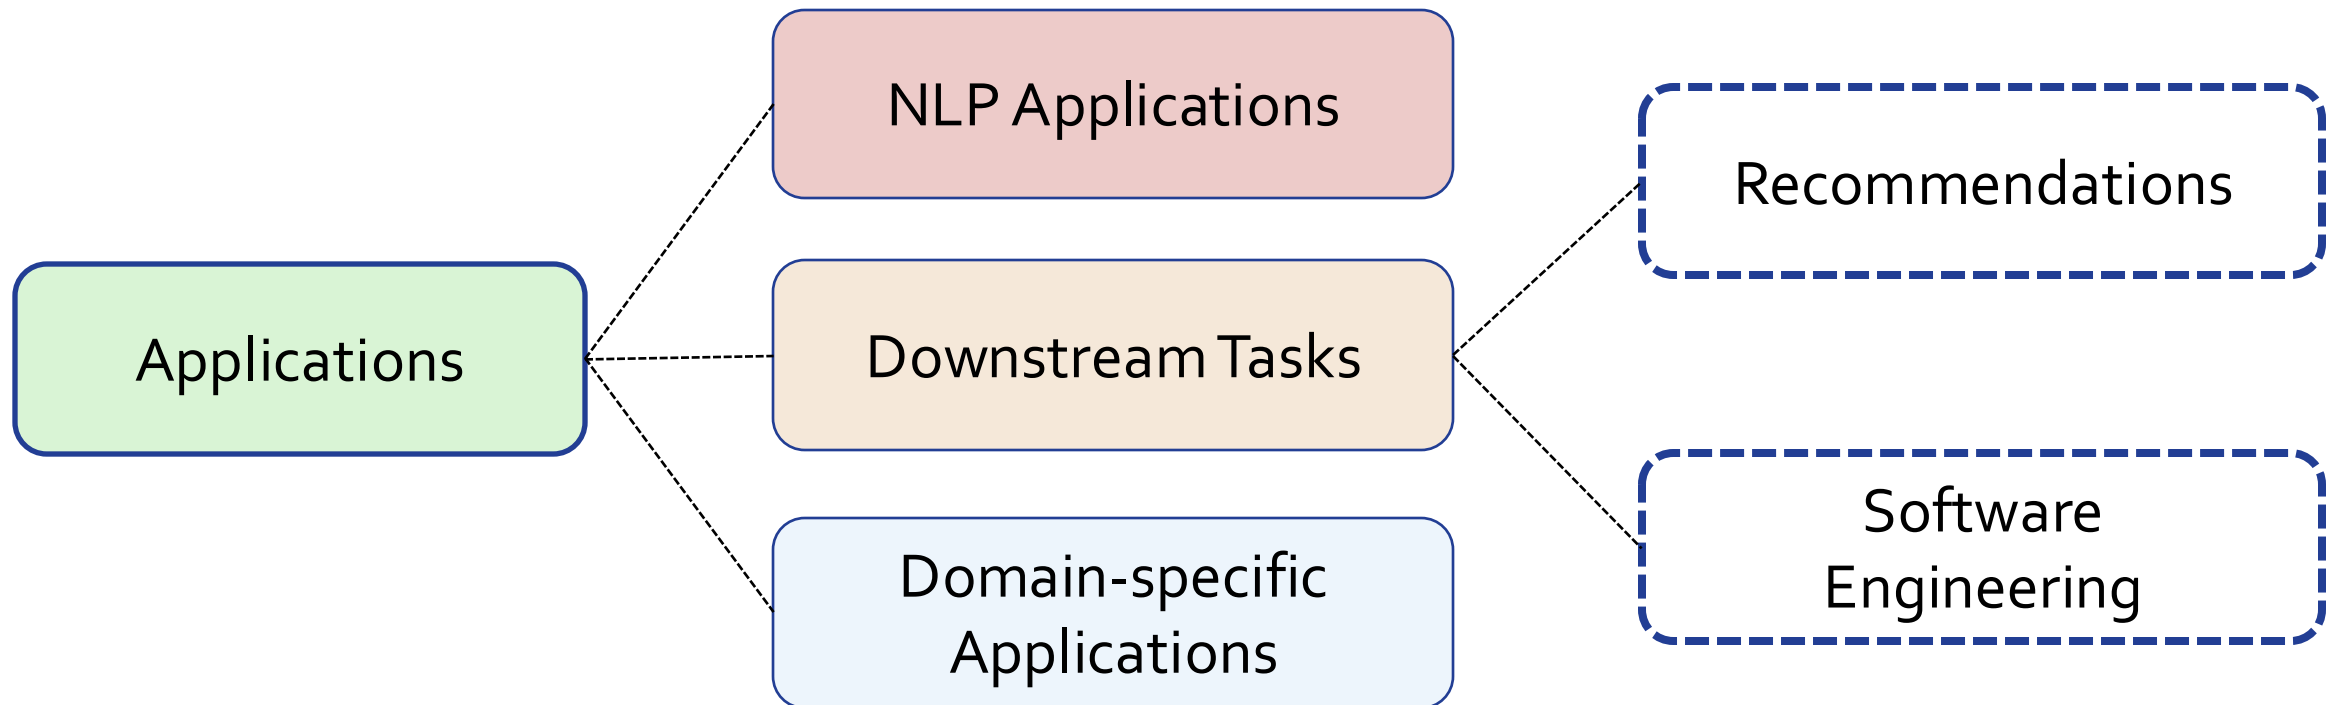 NLP Applications
Recommendations
Applications
Downstream Tasks
Software
Engineering
Domain-specific
Applications